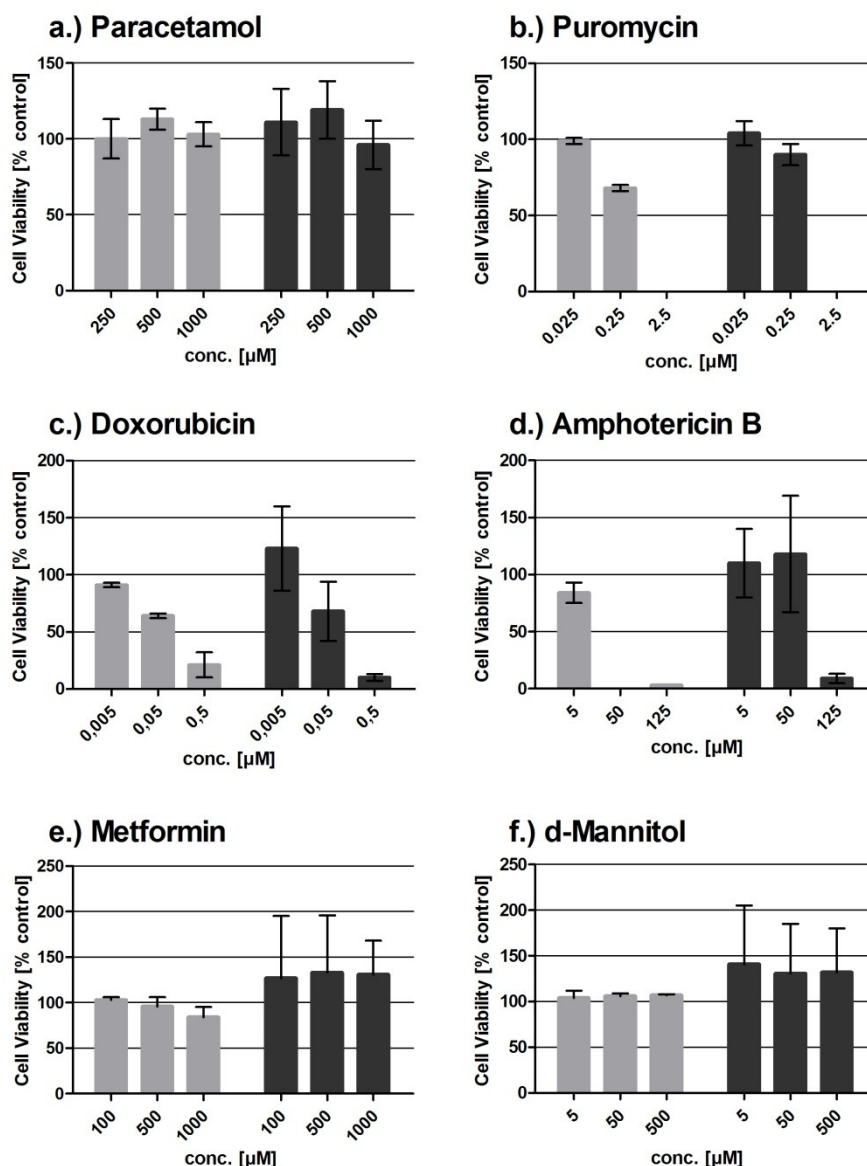 a.) Paracetamol
Cell Viability [% control]
150
100
50
0
250 500 1000 250 500 1000
conc. [µM]
b.) Puromycin
Cell Viability [% control]
150
100
50
0
0.025 0.25 2.5 0.025 0.25 2.5
conc. [µM]
c.) Doxorubicin
Cell Viability [% control]
200
150
100
50
0
0,005 0,05 0,5 0,005 0,05 0,5
conc. [µM]
d.) Amphotericin B
Cell Viability [% control]
200
150
100
50
0
5 50 125 5 50 125
conc. [µM]
e.) Metformin
Cell Viability [% control]
250
200
150
100
50
0
100 500 1000 100 500 1000
conc. [µM]
f.) d-Mannitol
Cell Viability [% control]
250
200
150
100
50
0
5 50 500 5 50 500
conc. [µM]